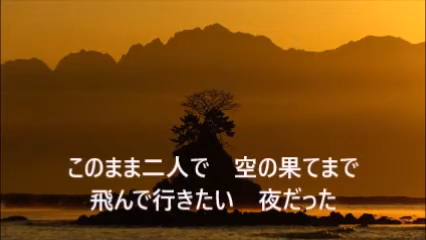 このまま二人で　空の果てまで
飛んで行きたい　夜だった